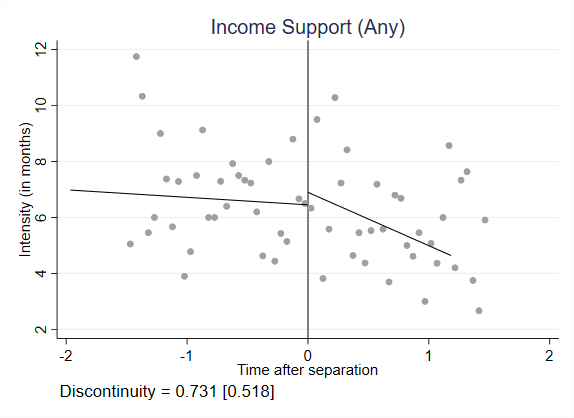 Income Support (Any)
Intensity (in months)
12
10
8
6
4
2
-2
-1
0
1
2
Time after separation
Discontinuity = 0.731 [0.518]